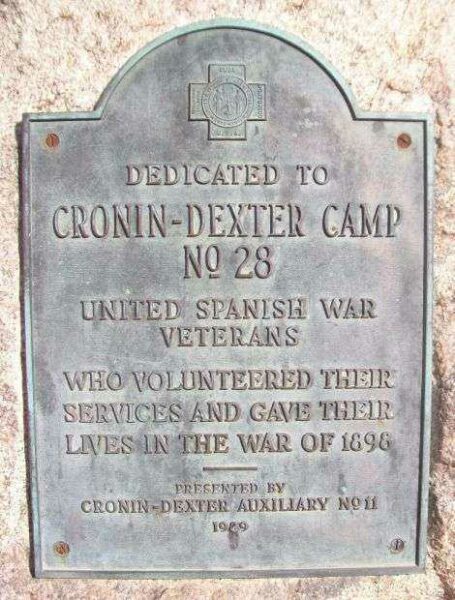 DEDICATED TO
CRONIN-DEXTER CAMP
No 28
UNITED SPANISH WAR
VETERANS
WHO VOLUNTEERED THEIR
SERVICES AND GAVE THEIR
LIVES IN THE WAR OF 1898
PRESENTED BY
CRONIN-DEXTER AUXILIARY No 11